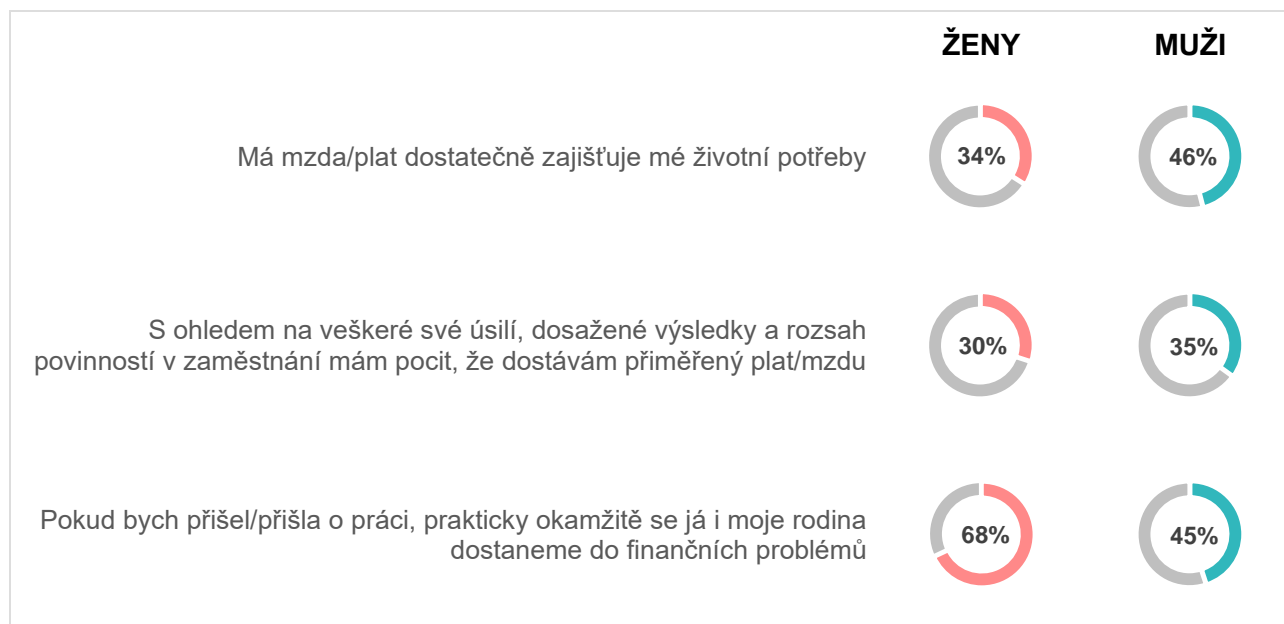 ŽENY MUŽI
Má mzda/plat dostatečně zajišťuje mé životní potřeby 34% 46%
S ohledem na veškeré své úsilí, dosažené výsledky a rozsah
povinností v zaměstnání mám pocit, že dostávám přiměřený plat/mzdu 30% 35%
Pokud bych přišel/přišla o práci, prakticky okamžitě se já i moje rodina
dostaneme do finančních problémů 68% 45%